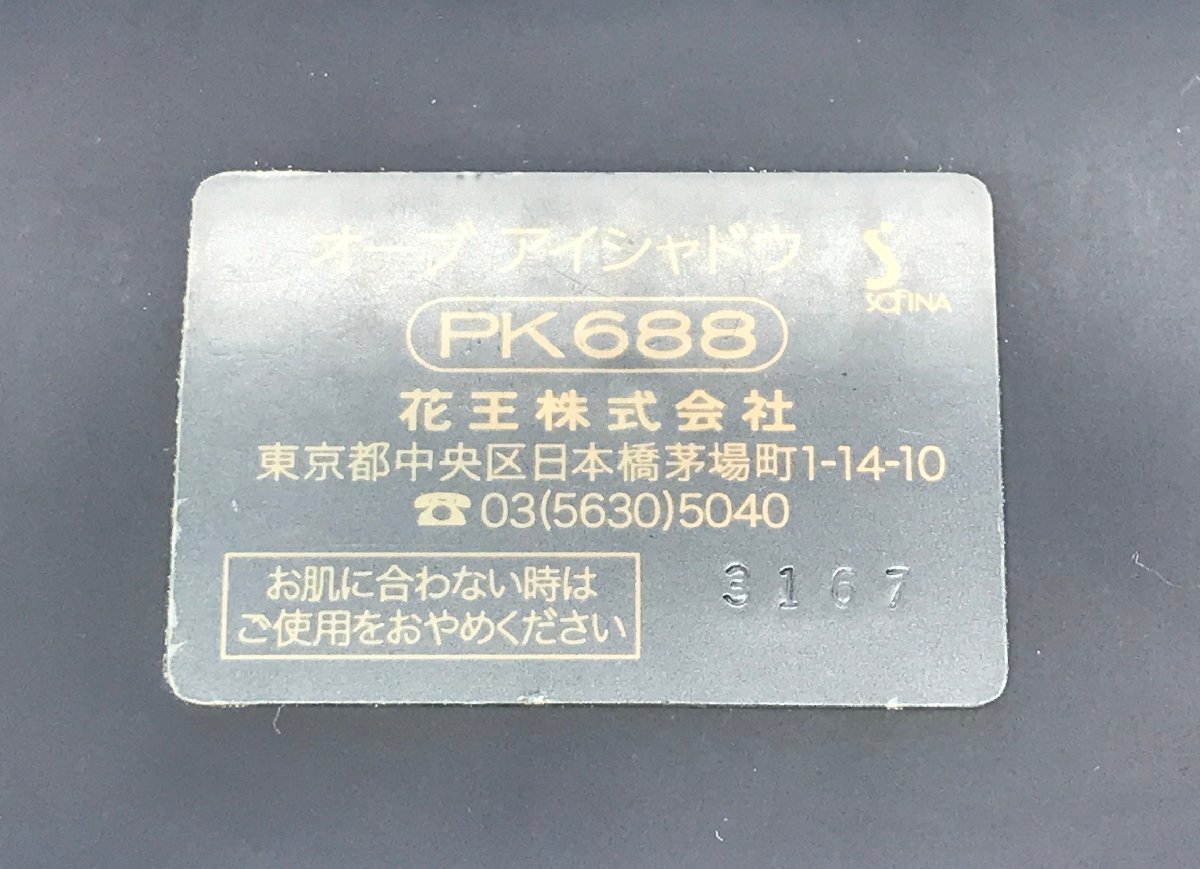 オーブ アイシャドウ
S
SOFINA
PK688
花王株式会社
東京都中央区日本橋茅場町1-14-10
☎03(5630)5040
お肌に合わない時は
ご使用をおやめください
3167